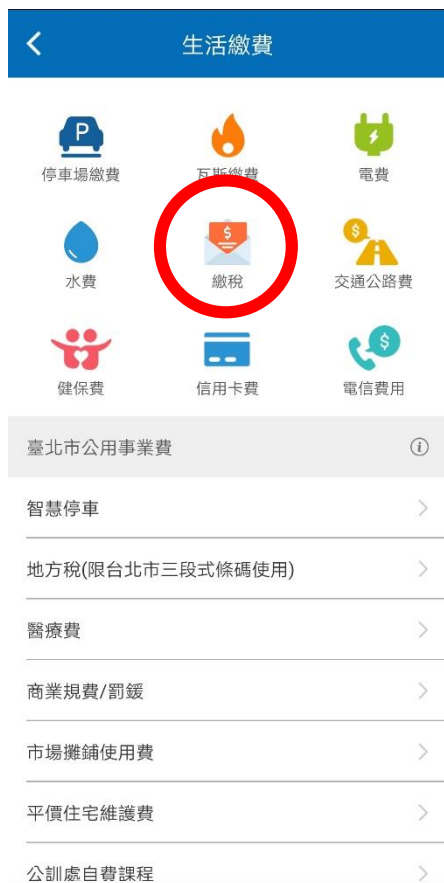 生活繳費
P
停車場繳費
瓦斯繳費
電費
$
$
水費
繳稅
交通公路費
$
健保費
信用卡費
電信費用
臺北市公用事業費
i
智慧停車
地方稅(限台北市三段式條碼使用)
醫療費
商業規費/罰鍰
市場攤鋪使用費
平價住宅維護費
公訓處自費課程